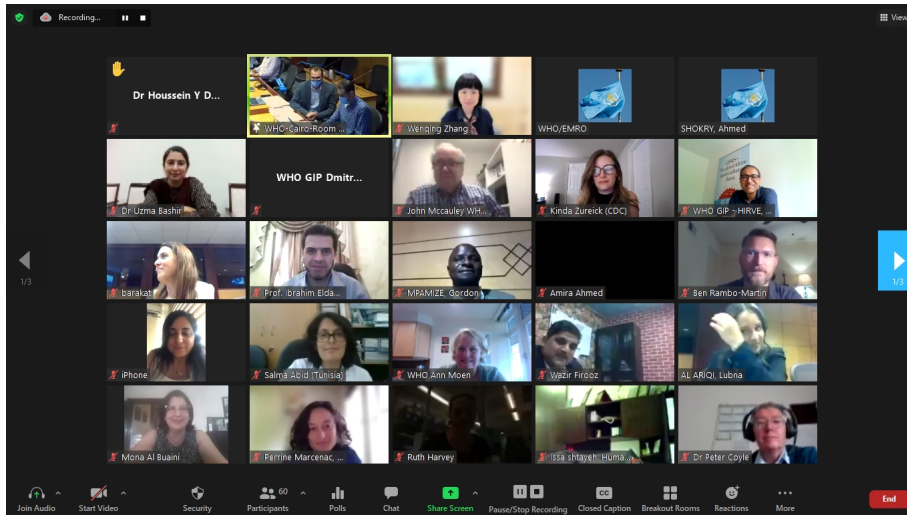 Recording...
View
Dr Houssein Y D...
WHO-Cairo-Room ...
Wenqing Zhang
WHO/EMRO
SHOKRY, Ahmed
Dr Uzma Bashir
WHO GIP Dmitr...
John Mccauley WH...
Kinda Zureick (CDC)
WHO GIP - HIRVE, ...
barakat
Prof. Ibrahim Elda...
MPAMIZE, Gordon
Amira Ahmed
Ben Rambo-Martin
1/3
1/3
iPhone
Salma Abid (Tunisia)
WHO Ann Moen
Wazir Firooz
AL ARIQI, Lubna
Mona Al Buaini
Perrine Marcenac, ...
Ruth Harvey
Issa shtayeh. Huma...
Dr Peter Coyle
60
CC
Join Audio
Start Video
Security
Participants
Polls
Chat
Share Screen
Pause/Stop Recording
Closed Caption
Breakout Rooms
Reactions
More
End